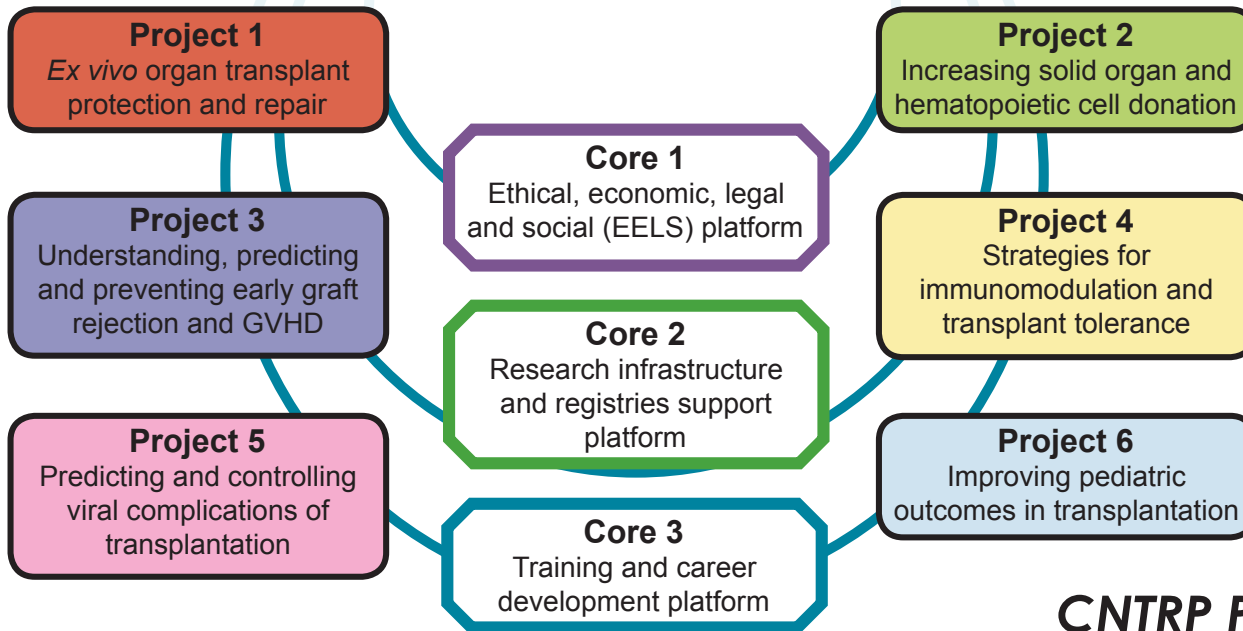 Project 1
Ex vivo organ transplant
protection and repair
Project 2
Increasing solid organ and
hematopoietic cell donation
Core 1
Ethical, economic, legal
and social (EELS) platform
Project 3
Understanding, predicting
and preventing early graft
rejection and GVHD
Project 4
Strategies for
immunomodulation and
transplant tolerance
Core 2
Research infrastructure
and registries support
platform
Project 5
Predicting and controlling
viral complications of
transplantation
Project 6
Improving pediatric
outcomes in transplantation
Core 3
Training and career
development platform
CNTRP